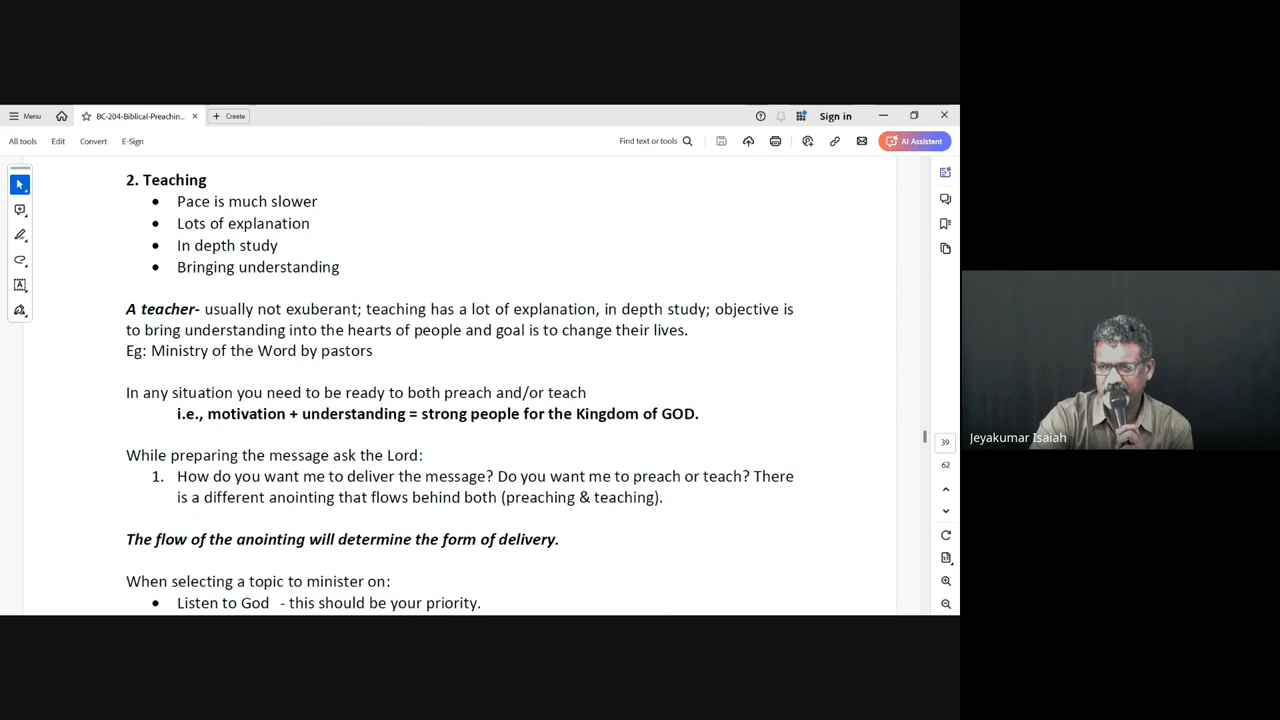 Menu
BC-204-Biblical-Preachin...
Create
Sign in
All tools
Edit
Convert
E-Sign
Find text or tools
AI Assistant
2. Teaching
• Pace is much slower
• Lots of explanation
• In depth study
• Bringing understanding
A teacher- usually not exuberant; teaching has a lot of explanation, in depth study; objective is
to bring understanding into the hearts of people and goal is to change their lives.
Eg: Ministry of the Word by pastors
In any situation you need to be ready to both preach and/or teach
i.e., motivation + understanding = strong people for the Kingdom of GOD.
While preparing the message ask the Lord:
1. How do you want me to deliver the message? Do you want me to preach or teach? There
is a different anointing that flows behind both (preaching & teaching).
The flow of the anointing will determine the form of delivery.
When selecting a topic to minister on:
• Listen to God - this should be your priority.
39
62
Jeyakumar Isaiah